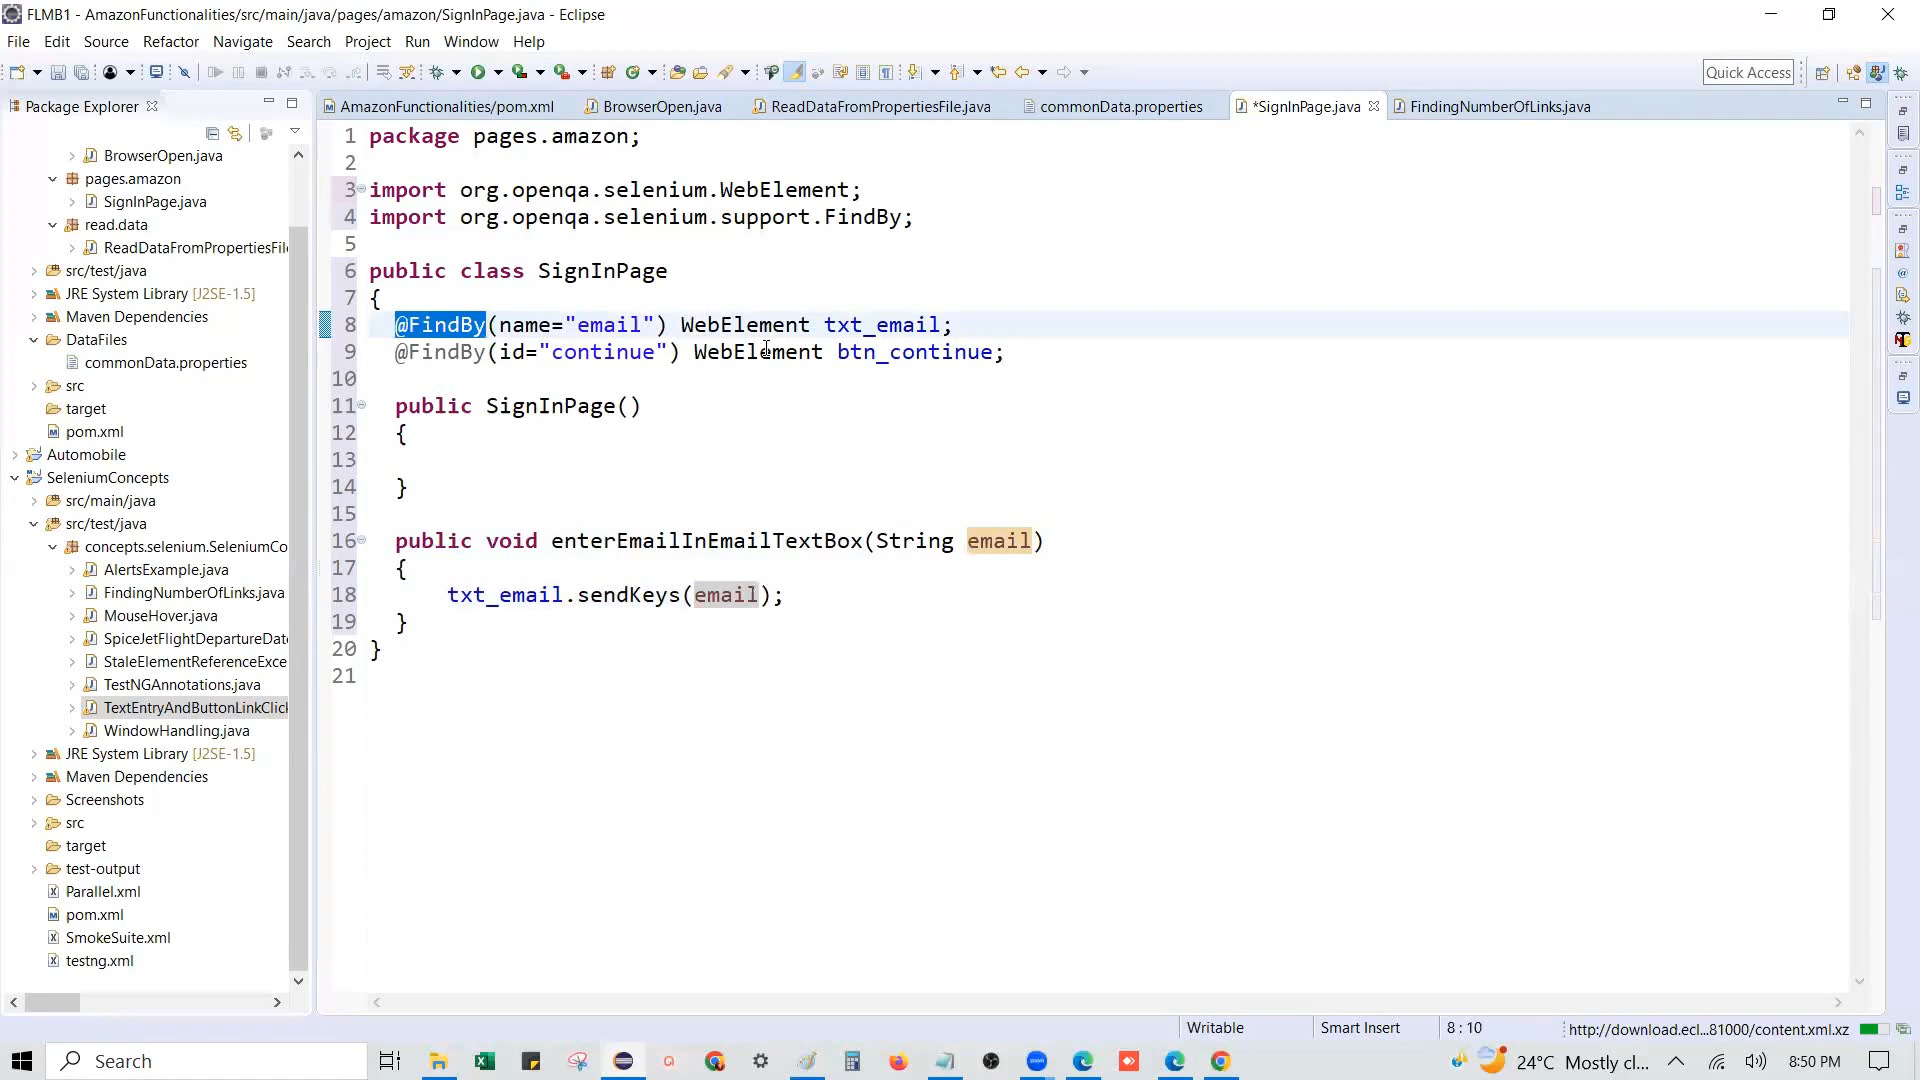 FLMB1 - AmazonFunctionalities/src/main/java/pages/amazon/SignInPage.java - Eclipse
File Edit Source Refactor Navigate Search Project Run Window Help
Quick Access
Package Explorer
AmazonFunctionalities/pom.xml BrowserOpen.java ReadDataFromPropertiesFile.java commonData.properties *SignInPage.java FindingNumberOfLinks.java
BrowserOpen.java
pages.amazon
SignInPage.java
read.data
ReadDataFromPropertiesFil
src/test/java
JRE System Library [J2SE-1.5]
Maven Dependencies
DataFiles
commonData.properties
src
target
pom.xml
Automobile
SeleniumConcepts
src/main/java
src/test/java
concepts.selenium.SeleniumCo
AlertsExample.java
FindingNumberOfLinks.java
MouseHover.java
SpiceJetFlightDepartureDat
StaleElementReferenceExce
TestNGAnnotations.java
TextEntryAndButtonLinkClick
WindowHandling.java
JRE System Library [J2SE-1.5]
Maven Dependencies
Screenshots
src
target
test-output
Parallel.xml
pom.xml
SmokeSuite.xml
testng.xml
1 package pages.amazon;
2
3 import org.openqa.selenium.WebElement;
4 import org.openqa.selenium.support.FindBy;
5
6 public class SignInPage
7 {
8 @FindBy(name="email") WebElement txt_email;
9 @FindBy(id="continue") WebElement btn_continue;
10
11 public SignInPage()
12 {
13
14 }
15
16 public void enterEmailInEmailTextBox(String email)
17 {
18 txt_email.sendKeys(email);
19 }
20 }
21
Writable Smart Insert 8 : 10 http://download.ecl...81000/content.xml.xz
Search 24°C Mostly cl... 8:50 PM